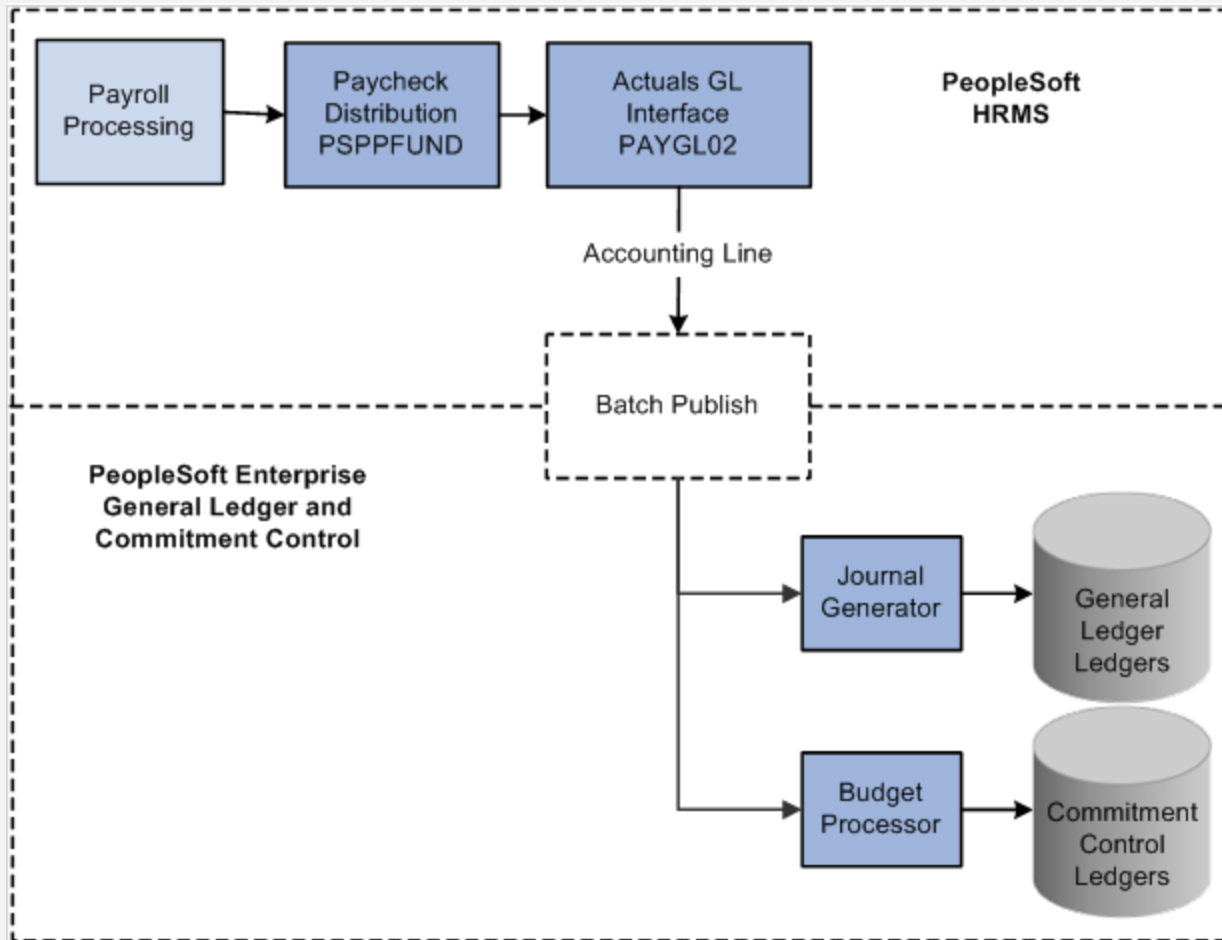 Payroll
Processing
Paycheck
Distribution
PSPPFUND
Actuals GL
Interface
PAYGL02
PeopleSoft
HRMS
Accounting Line
Batch Publish
PeopleSoft Enterprise
General Ledger and
Commitment Control
Journal
Generator
General
Ledger
Ledgers
Budget
Processor
Commitment
Control
Ledgers